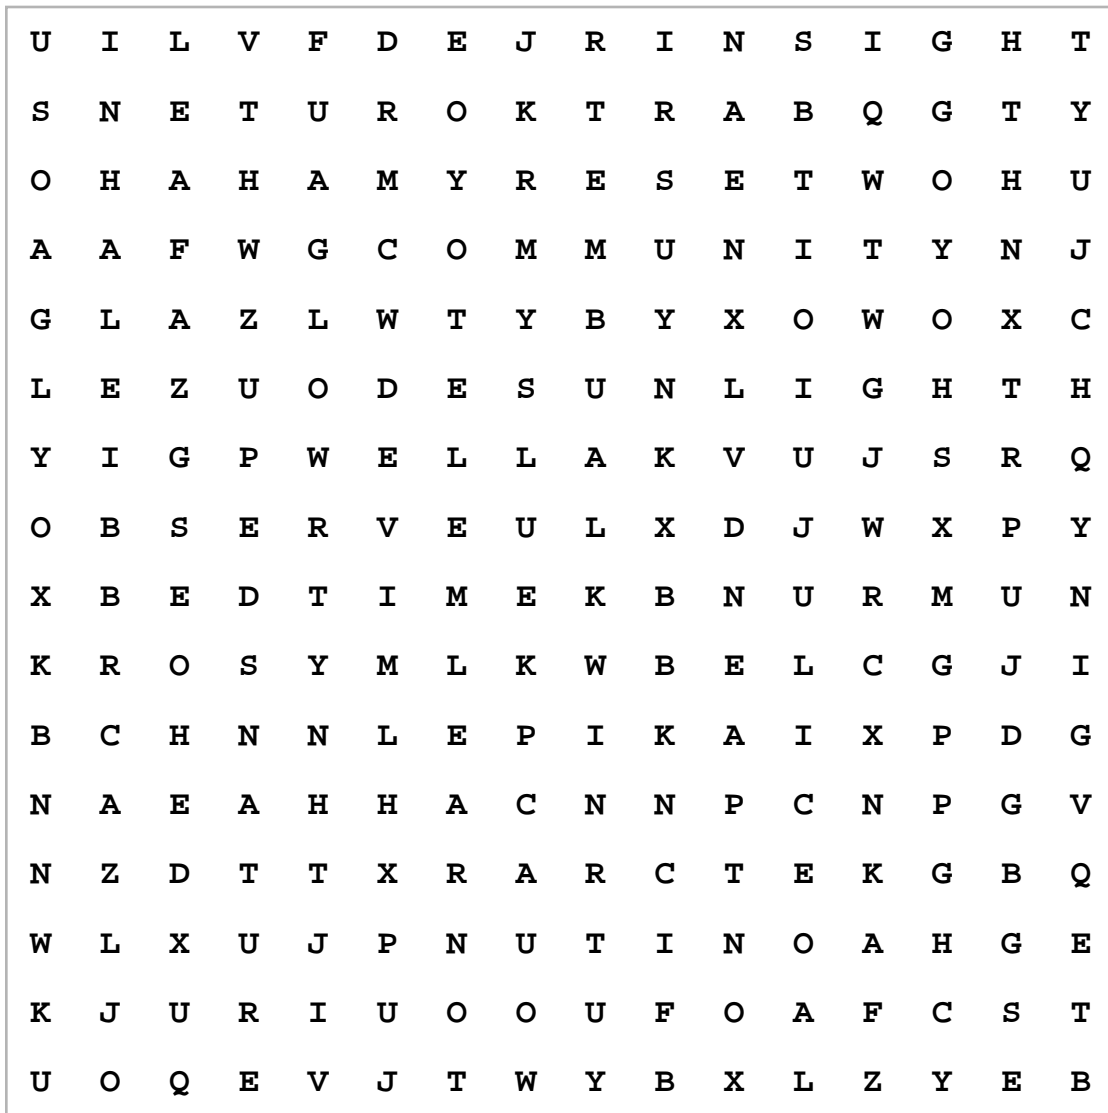 U I L V F D E J R I N S I G H T
S N E T U R O K T R A B Q G T Y
O H A H A M Y R E S E T W O H U
A A F W G C O M M U N I T Y N J
G L A Z L W T Y B Y X O W O X C
L E Z U O D E S U N L I G H T H
Y I G P W E L L A K V U J S R Q
O B S E R V E U L X D J W X P Y
X B E D T I M E K B N U R M U N
K R O S Y M L K W B E L C G J I
B C H N N L E P I K A I X P D G
N A E A H H A C N N P C N P G V
N Z D T T X R A R C T E K G B Q
W L X U J P N U T I N O A H G E
K J U R I U O O U F O A F C S T
U O Q E V J T W Y B X L Z Y E B